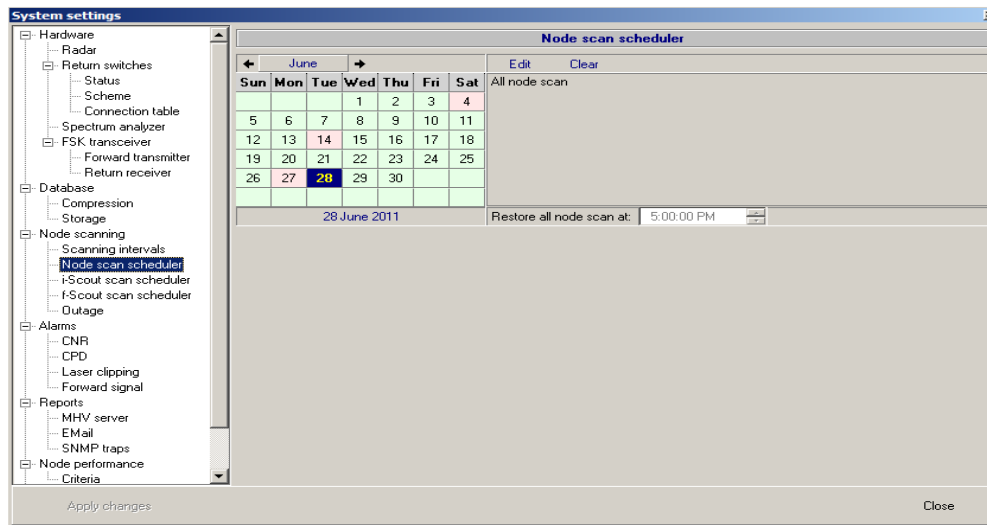 System settings
Hardware
Radar
Return switches
Status
Scheme
Connection table
Spectrum analyzer
FSK transceiver
Forward transmitter
Return receiver
Database
Compression
Storage
Node scanning
Scanning intervals
Node scan scheduler
i-Scout scan scheduler
f-Scout scan scheduler
Outage
Alarms
CNR
CPD
Laser clipping
Forward signal
Reports
MHV server
EMail
SNMP traps
Node performance
Criteria
Node scan scheduler
June
Sun Mon Tue Wed Thu Fri Sat
1 2 3 4
5 6 7 8 9 10 11
12 13 14 15 16 17 18
19 20 21 22 23 24 25
26 27 28 29 30
28 June 2011
Edit Clear
All node scan
Restore all node scan at: 5:00:00 PM
Apply changes
Close